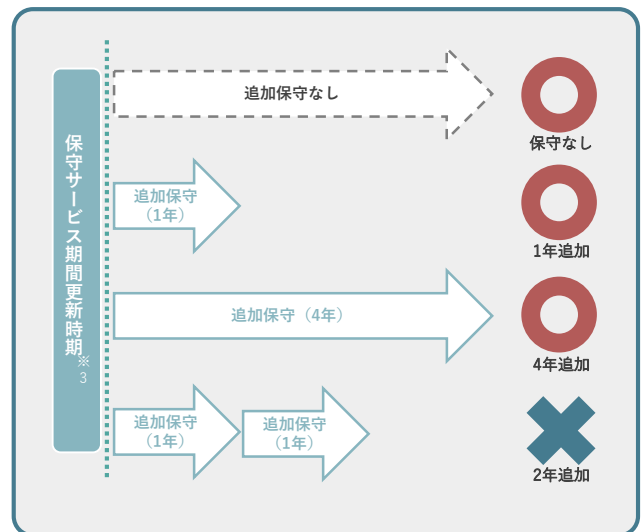 保守サービス期間更新時期
※3
追加保守なし
保守なし
追加保守
（1年）
1年追加
追加保守（4年）
4年追加
追加保守
（1年）
追加保守
（1年）
2年追加